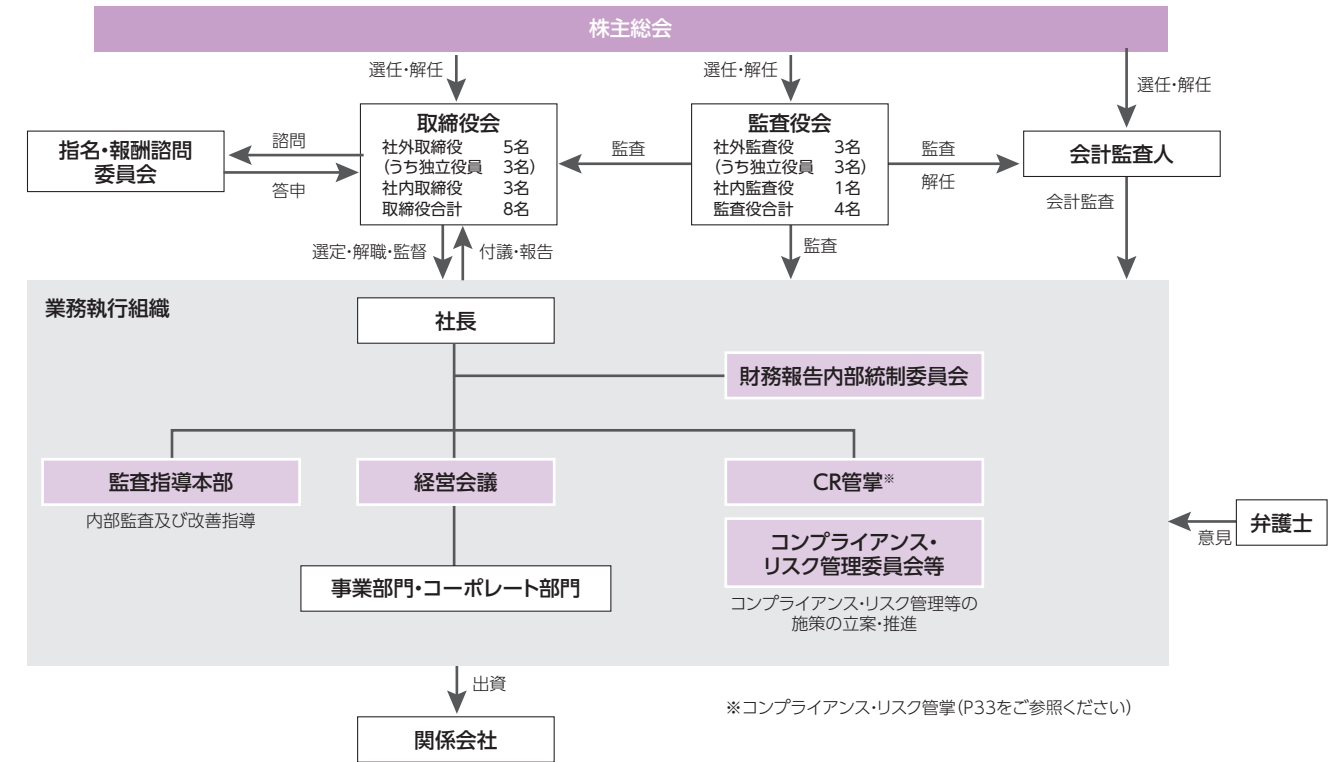 株主総会
選任・解任
選任・解任
選任・解任
取締役会
社外取締役 5名
(うち独立役員 3名)
社内取締役 3名
取締役合計 8名
監査役会
社外監査役 3名
(うち独立役員 3名)
社内監査役 1名
監査役合計 4名
会計監査人
指名・報酬諮問
委員会
諮問
答申
監査
監査
解任
会計監査
選定・解職・監督
付議・報告
監査
業務執行組織
社長
財務報告内部統制委員会
監査指導本部
内部監査及び改善指導
経営会議
CR管掌※
コンプライアンス・
リスク管理委員会等
コンプライアンス・リスク管理等の
施策の立案・推進
事業部門・コーポレート部門
弁護士
意見
出資
関係会社
※コンプライアンス・リスク管掌(P33をご参照ください)